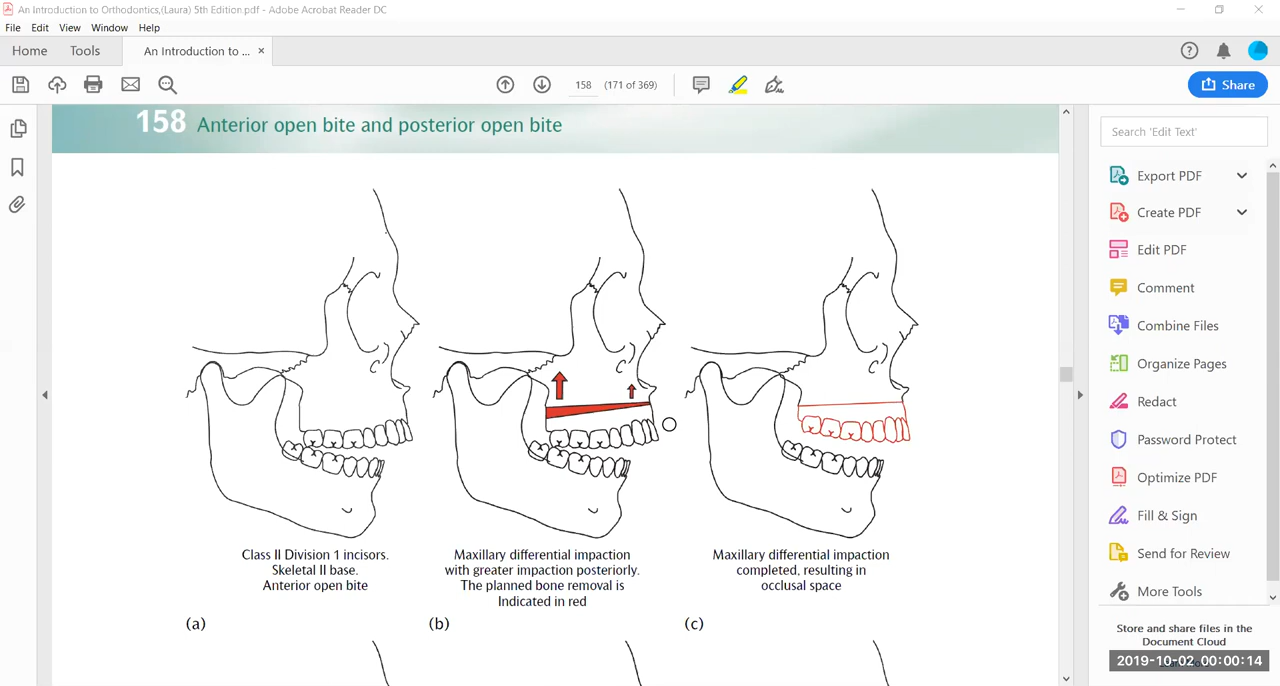 An Introduction to Orthodontics,(Laura) 5th Edition.pdf - Adobe Acrobat Reader DC
File Edit View Window Help
Home Tools An Introduction to ... ×
158 (171 of 369)
Share
158 Anterior open bite and posterior open bite
Search 'Edit Text'
Export PDF
Create PDF
Edit PDF
Comment
Combine Files
Organize Pages
Redact
Password Protect
Optimize PDF
Fill & Sign
Send for Review
More Tools
Store and share files in the
Document Cloud
2019-10-02 00:00:14
Class II Division 1 incisors.
Skeletal II base.
Anterior open bite
(a)
Maxillary differential impaction
with greater impaction posteriorly.
The planned bone removal is
Indicated in red
(b)
Maxillary differential impaction
completed, resulting in
occlusal space
(c)